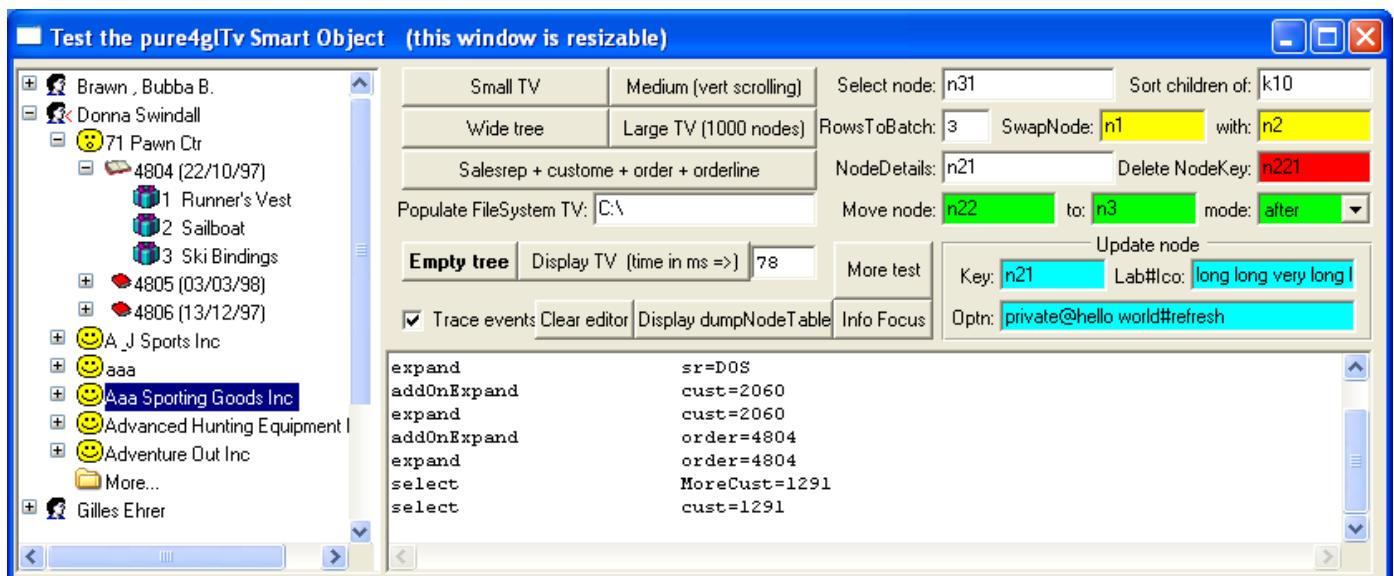 Test the pure4glTv Smart Object (this window is resizable)
Brawn , Bubba B.
Donna Swindall
71 Pawn Ctr
4804 (22/10/97)
1 Runner's Vest
2 Sailboat
3 Ski Bindings
4805 (03/03/98)
4806 (13/12/97)
A_J Sports Inc
aaa
Aaa Sporting Goods Inc
Advanced Hunting Equipment I
Adventure Out Inc
More...
Gilles Ehrer
Small TV Medium (vert scrolling) Select node: n31 Sort children of: k10
Wide tree Large TV (1000 nodes) RowsToBatch: 3 SwapNode: n1 with: n2
Salesrep + custome + order + orderline NodeDetails: n21 Delete NodeKey: n221
Populate FileSystem TV: C:\ Move node: n22 to: n3 mode: after
Empty tree Display TV (time in ms =>) 78 More test
Update node
Key: n21 Lab#Ico: long long very long l
Trace events Clear editor Display dumpNodeTable Info Focus Optn: private@hello world#refresh
expand sr=DOS
addOnExpand cust=2060
expand cust=2060
addOnExpand order=4804
expand order=4804
select MoreCust=1291
select cust=1291